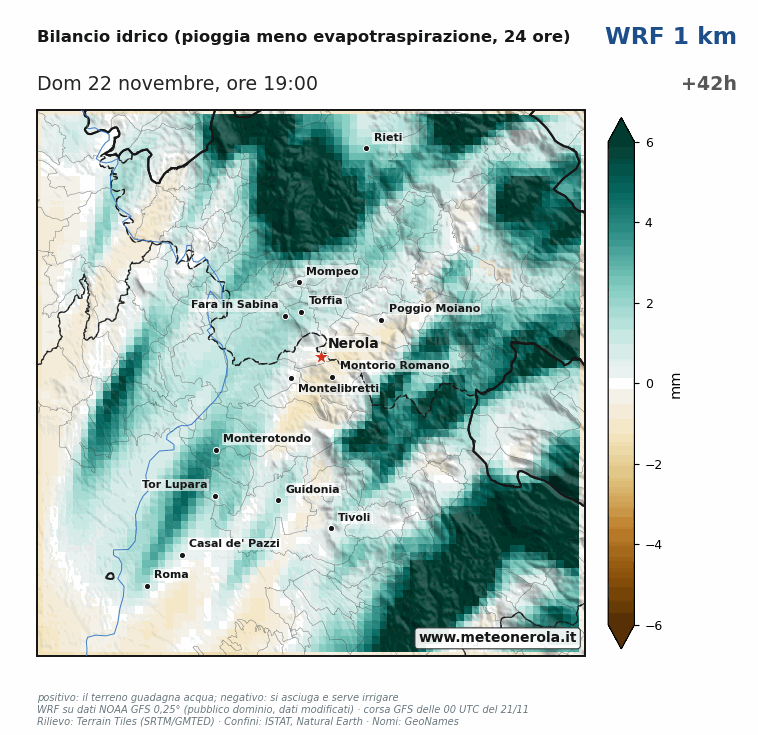 Bilancio idrico (pioggia meno evapotraspirazione, 24 ore)
WRF 1 km
Dom 22 novembre, ore 19:00
+42h
Rieti
Mompeo
Fara in Sabina
Toffia
Poggio Moiano
Nerola
Montorio Romano
Montelibretti
Monterotondo
Tor Lupara
Guidonia
Tivoli
Casal de' Pazzi
Roma
www.meteonerola.it
6
4
2
0
−2
−4
−6
mm
positivo: il terreno guadagna acqua; negativo: si asciuga e serve irrigare
WRF su dati NOAA GFS 0,25° (pubblico dominio, dati modificati) · corsa GFS delle 00 UTC del 21/11
Rilievo: Terrain Tiles (SRTM/GMTED) · Confini: ISTAT, Natural Earth · Nomi: GeoNames